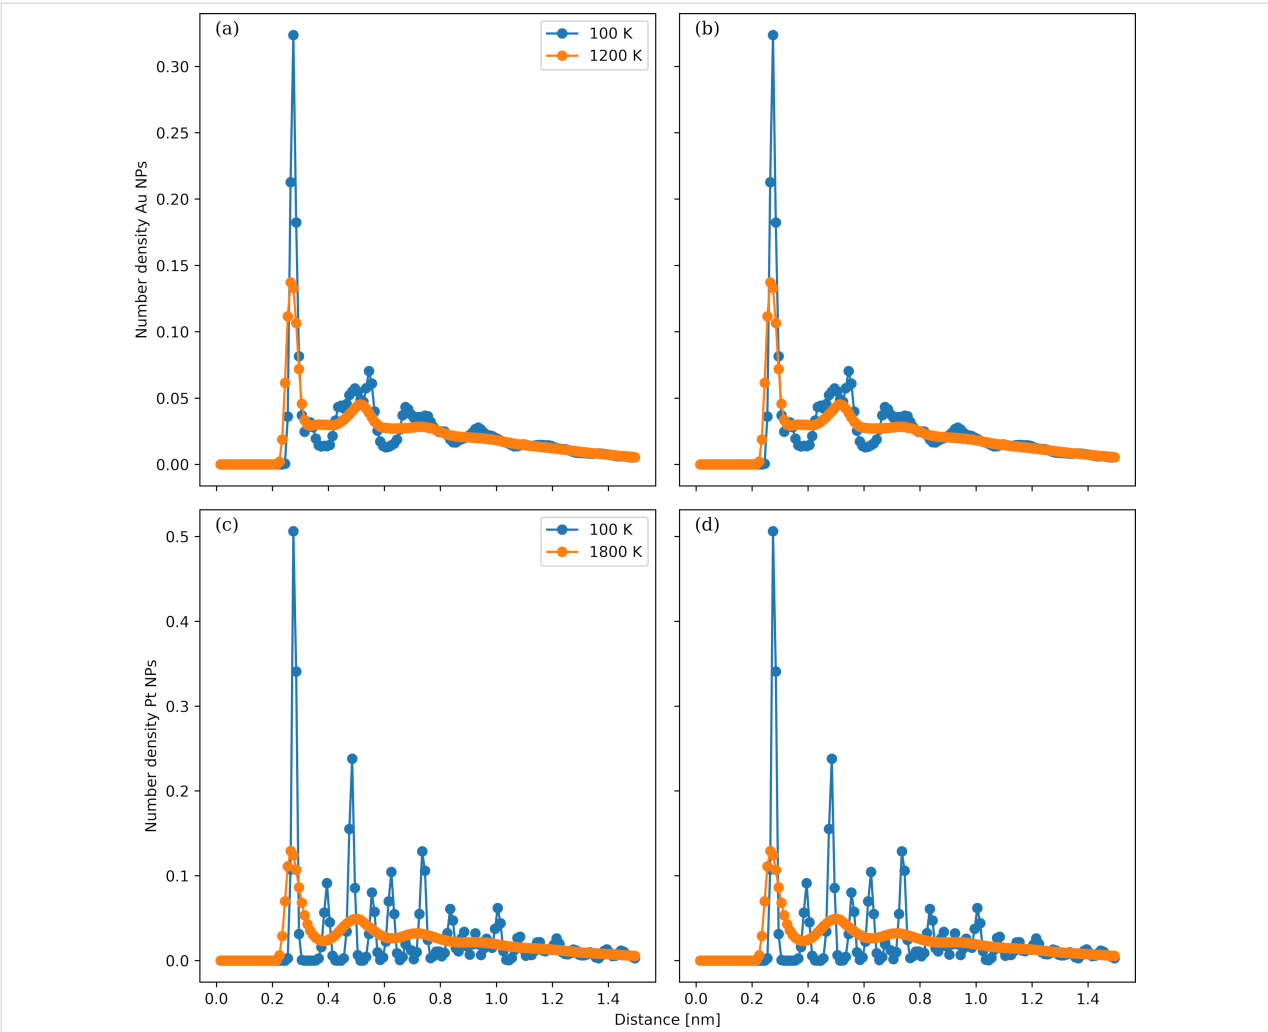 (a)
100 K
1200 K
(b)
Number density Au NPs
0.30
0.25
0.20
0.15
0.10
0.05
0.00
(c)
100 K
1800 K
(d)
Number density Pt NPs
0.5
0.4
0.3
0.2
0.1
0.0
0.0 0.2 0.4 0.6 0.8 1.0 1.2 1.4
0.0 0.2 0.4 0.6 0.8 1.0 1.2 1.4
Distance [nm]